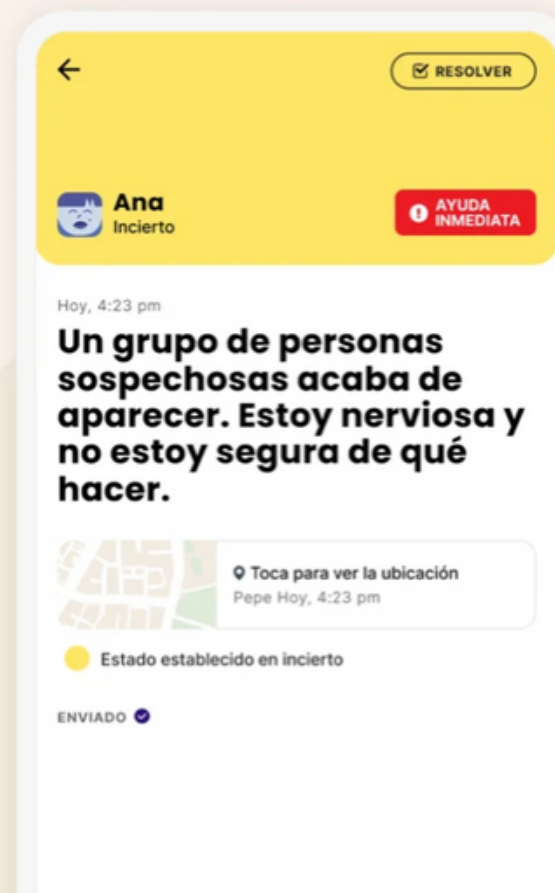 RESOLVER
Ana
Incierto
AYUDA
INMEDIATA
Hoy, 4:23 pm
Un grupo de personas
sospechosas acaba de
aparecer. Estoy nerviosa y
no estoy segura de qué
hacer.
Toca para ver la ubicación
Pepe Hoy, 4:23 pm
Estado establecido en incierto
ENVIADO